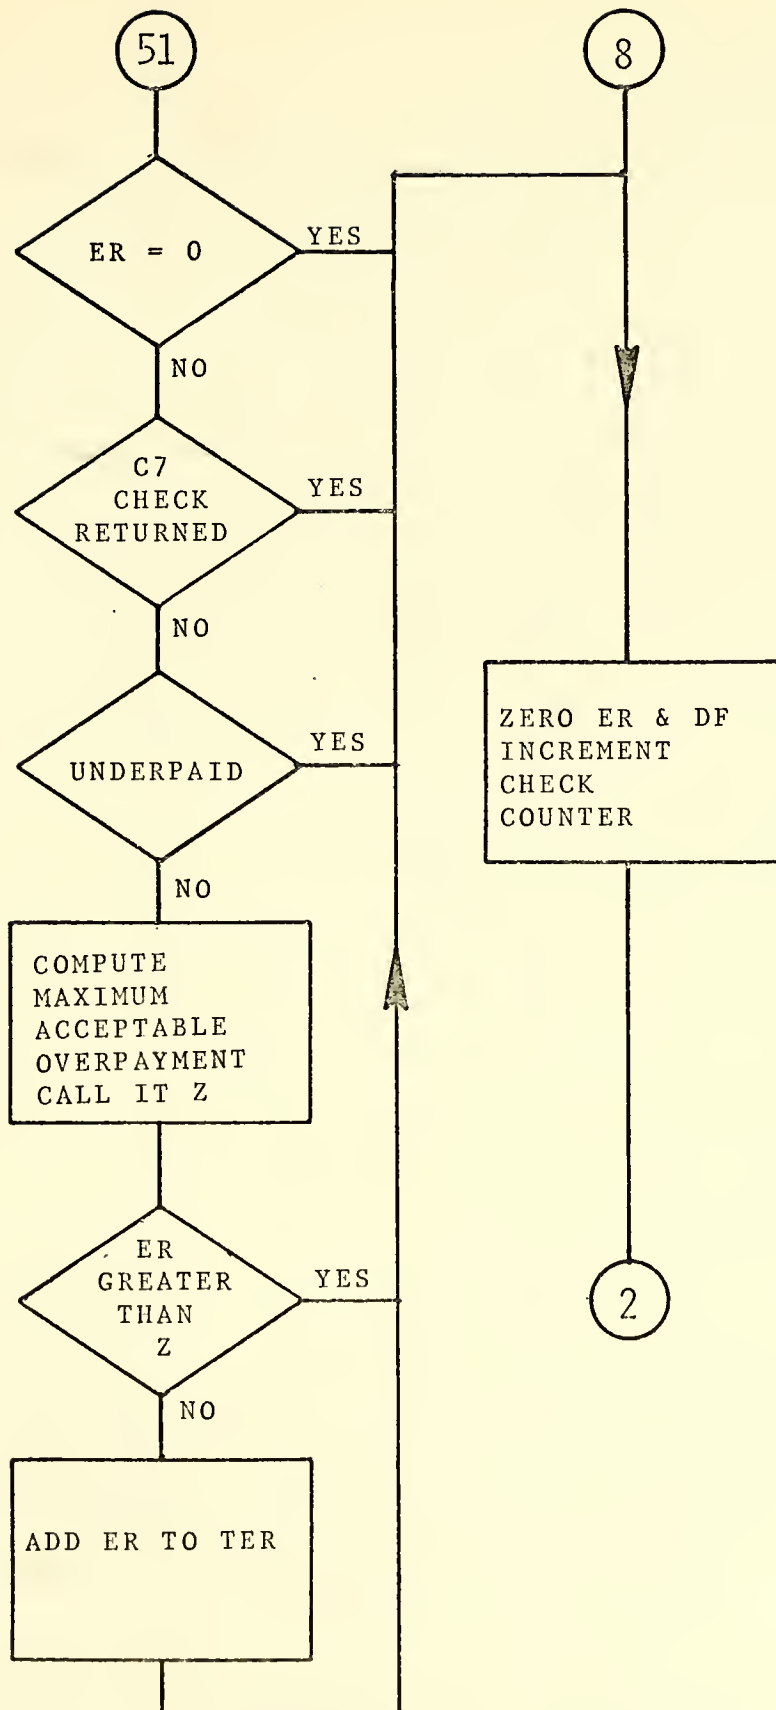 51
ER = 0
YES
NO
C7
CHECK
RETURNED
YES
NO
UNDERPAID
YES
NO
COMPUTE
MAXIMUM
ACCEPTABLE
OVERPAYMENT
CALL IT Z
ER
GREATER
THAN
Z
YES
NO
ADD ER TO TER
8
ZERO ER & DF
INCREMENT
CHECK
COUNTER
2